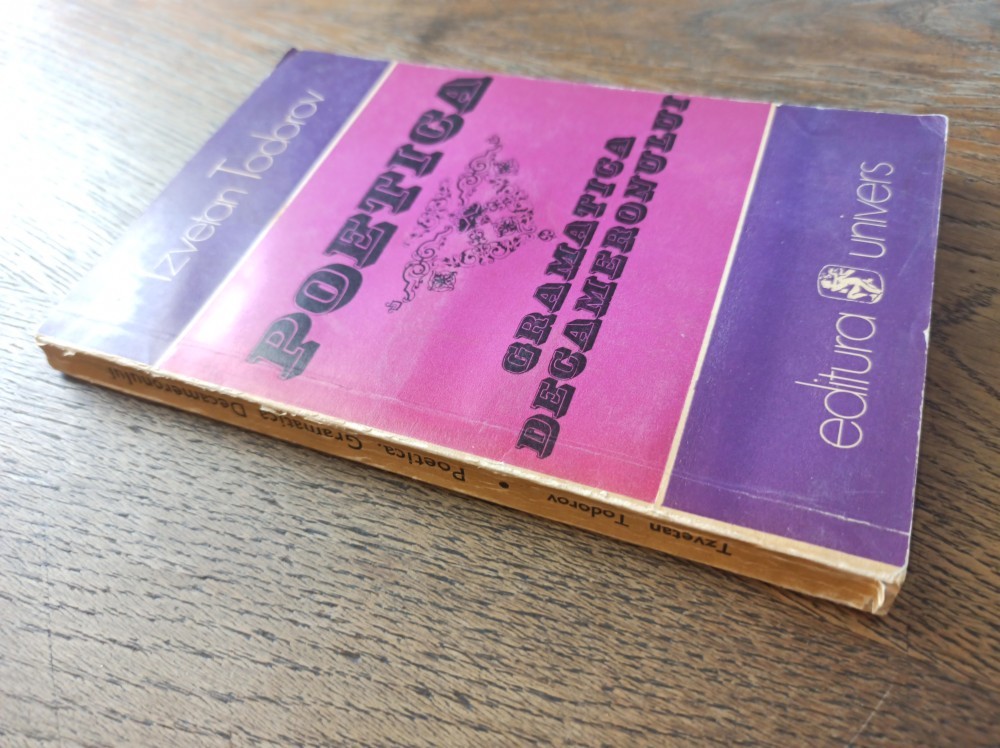 Tzvetan Todorov
POETICA
GRAMATICA
DECAMERONULUI
editura univers
Tzvetan Todorov • Poetica. Gramatica Decameronului